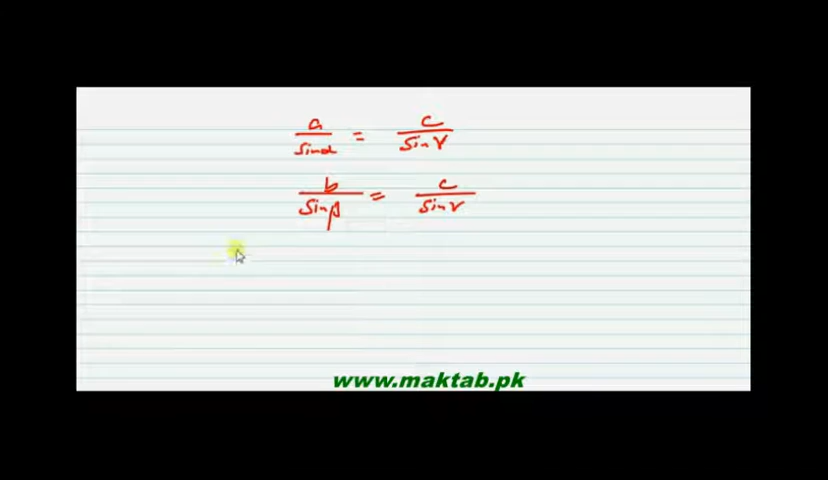 a/sinα = c/sinγ
b/sinβ = c/sinγ
www.maktab.pk